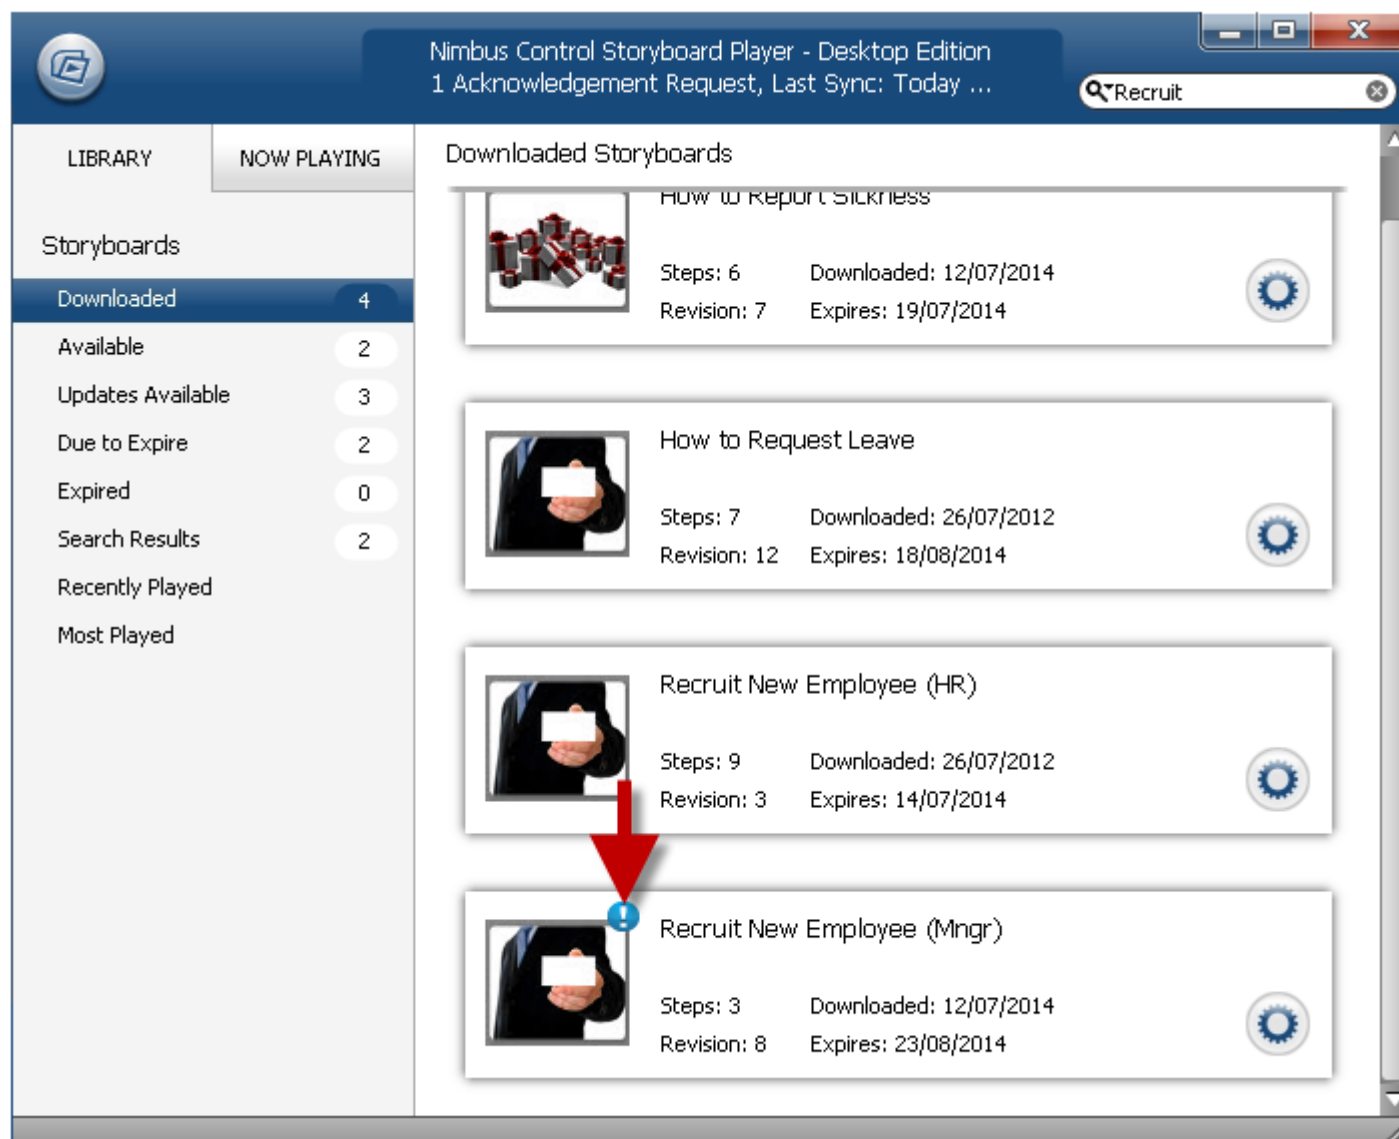 Nimbus Control Storyboard Player - Desktop Edition
1 Acknowledgement Request, Last Sync: Today ...
Recruit
LIBRARY
NOW PLAYING
Storyboards
Downloaded 4
Available 2
Updates Available 3
Due to Expire 2
Expired 0
Search Results 2
Recently Played
Most Played
Downloaded Storyboards
How to Report Sickness
Steps: 6 Downloaded: 12/07/2014
Revision: 7 Expires: 19/07/2014
How to Request Leave
Steps: 7 Downloaded: 26/07/2012
Revision: 12 Expires: 18/08/2014
Recruit New Employee (HR)
Steps: 9 Downloaded: 26/07/2012
Revision: 3 Expires: 14/07/2014
!
Recruit New Employee (Mngr)
Steps: 3 Downloaded: 12/07/2014
Revision: 8 Expires: 23/08/2014